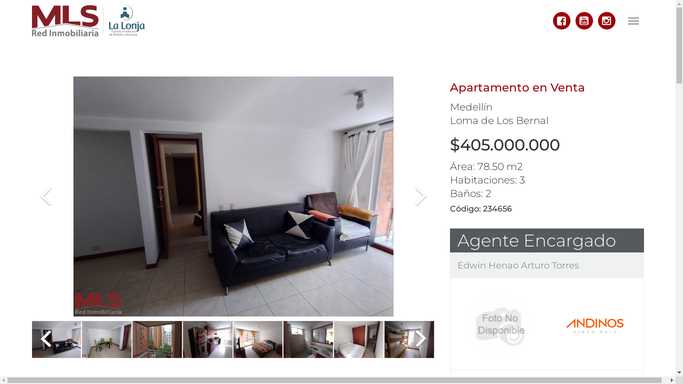 MLS
Red Inmobiliaria
La Lonja
Apartamento en Venta
Medellín
Loma de Los Bernal
$405.000.000
Área: 78.50 m2
Habitaciones: 3
Baños: 2
Código: 234656
Agente Encargado
Edwin Henao Arturo Torres
Foto No
Disponible
ANDINOS
MLS
Red Inmobiliaria